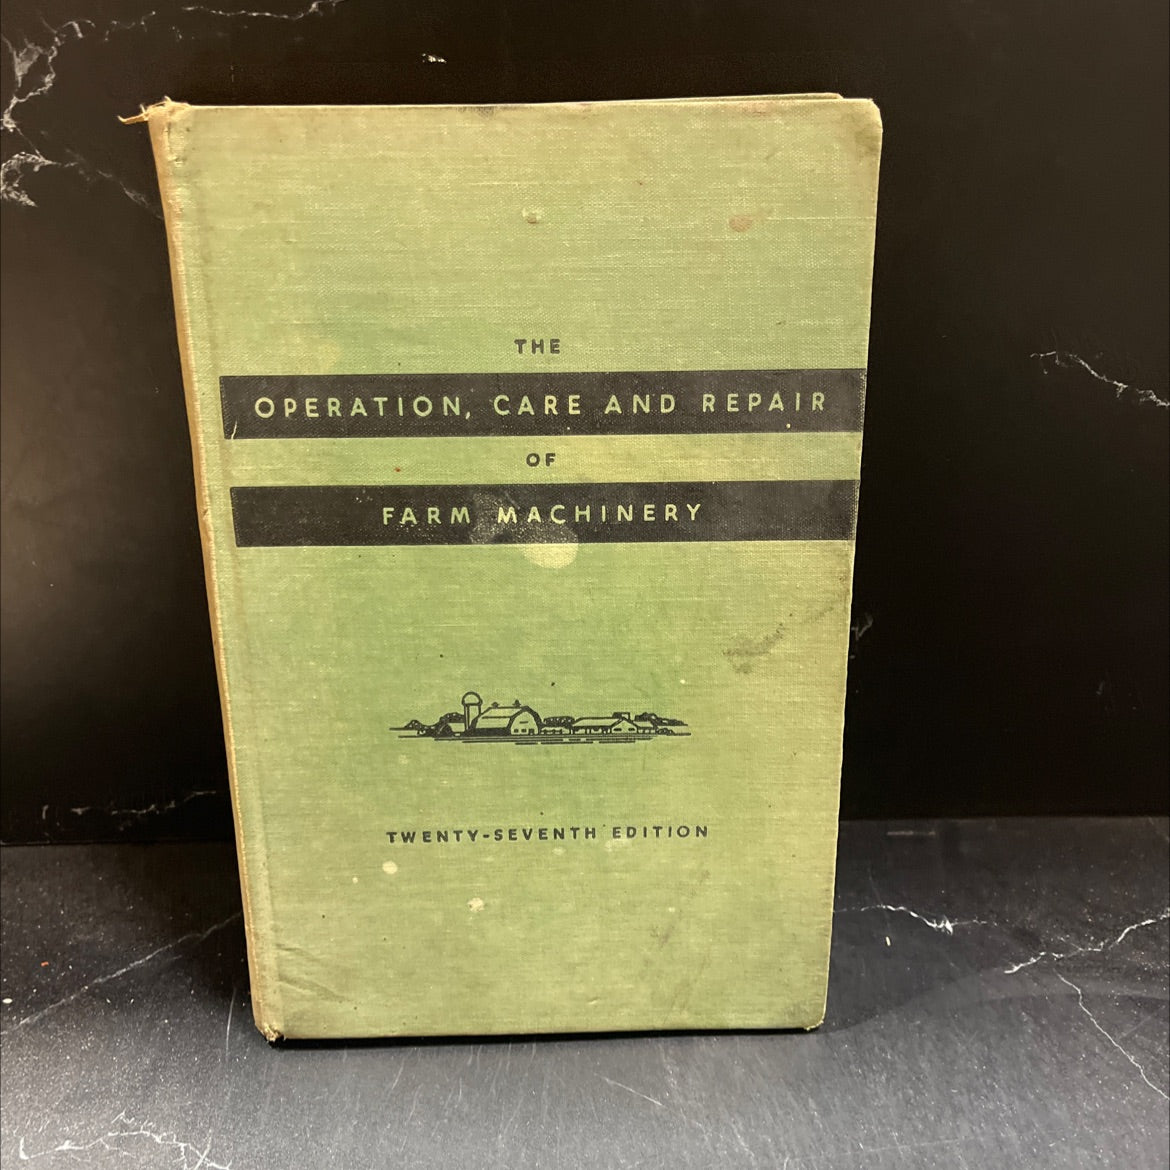 THE
OPERATION, CARE AND REPAIR
OF
FARM MACHINERY
TWENTY-SEVENTH EDITION